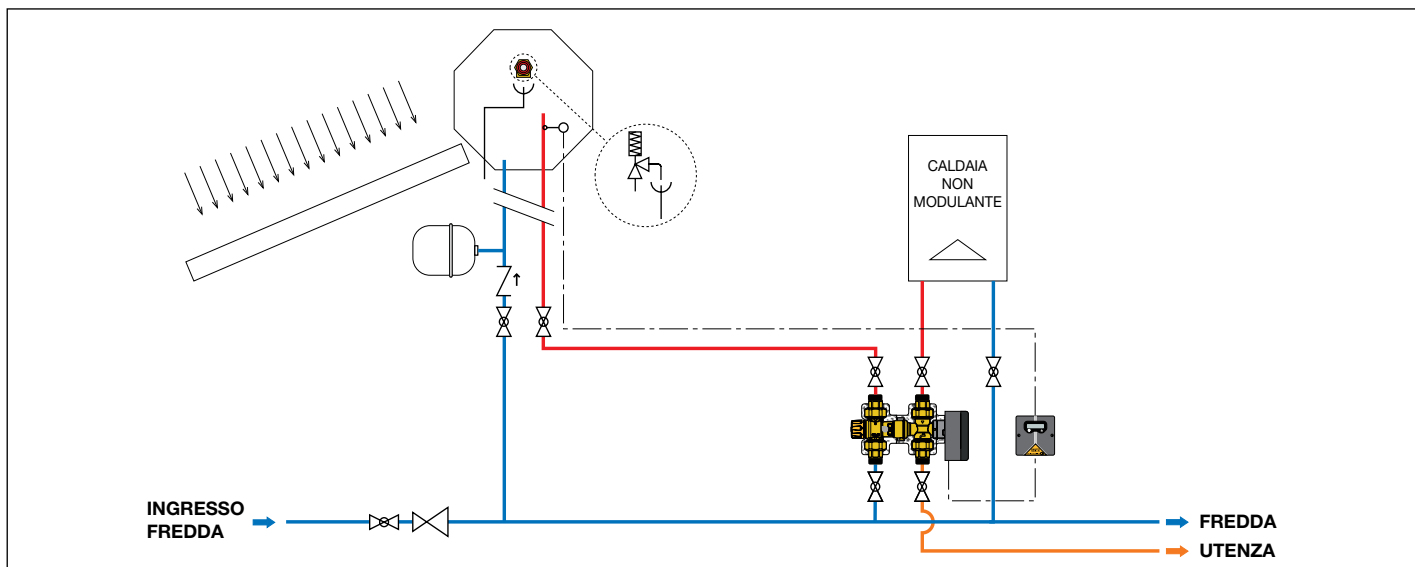 CALDAIA
NON
MODULANTE
INGRESSO
FREDDA
FREDDA
UTENZA